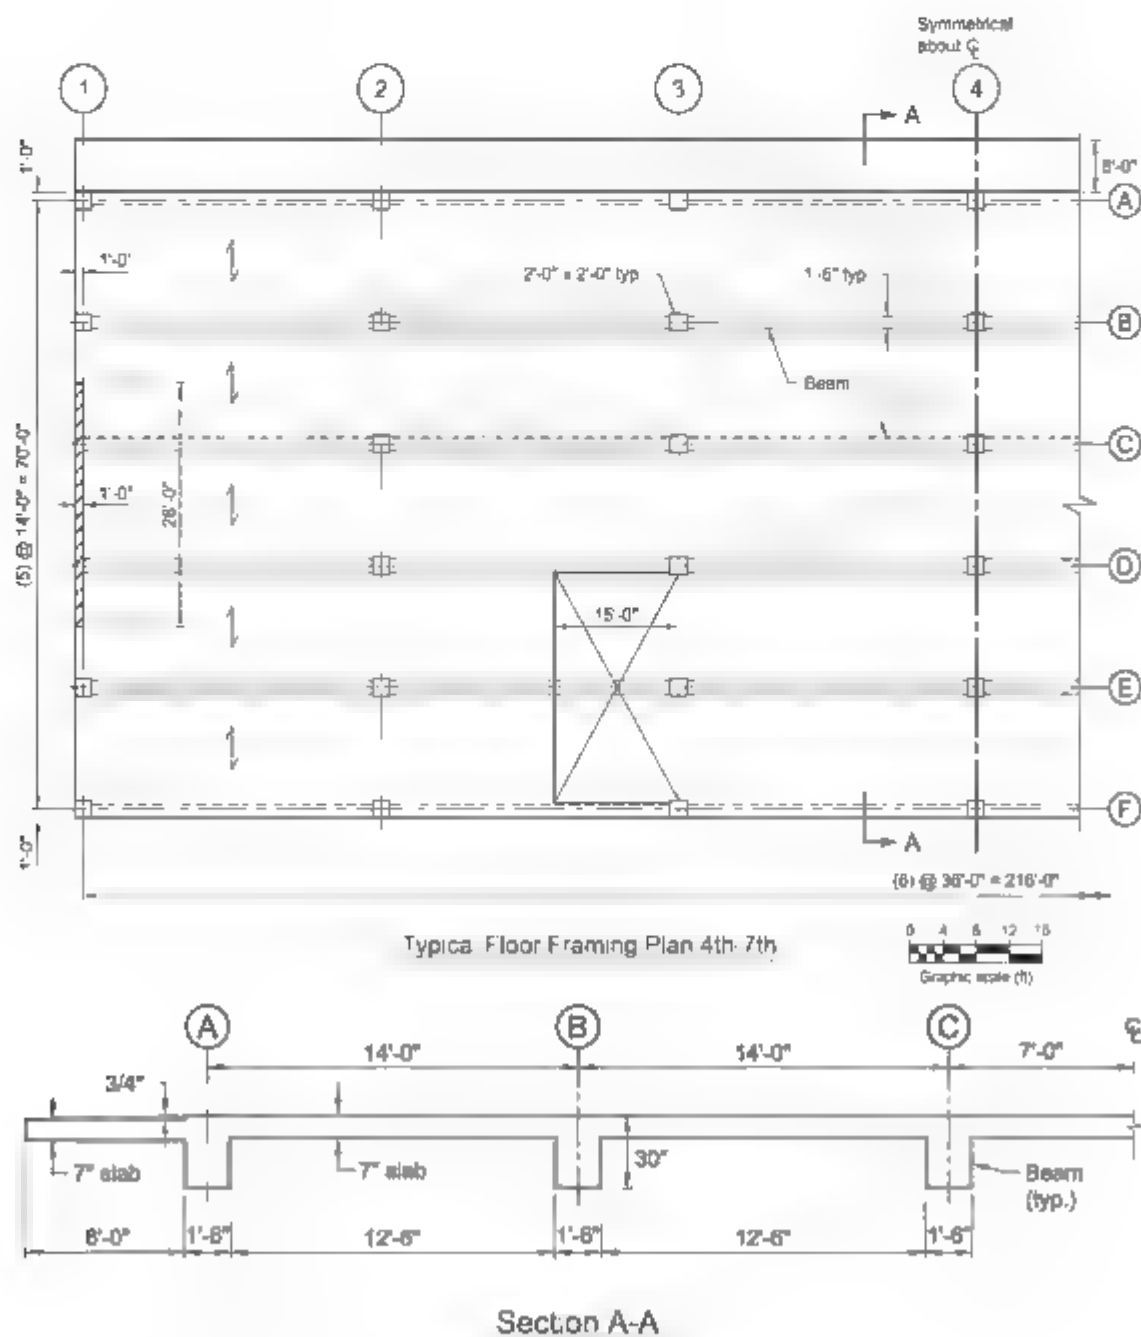 Symmetrical
about ℄
1
2
3
4
A
1'-0"
6'-0"
A
1'-0"
2'-0" x 2'-0" typ
1'-6" typ
B
Beam
(5) @ 14'-0" = 70'-0"
C
1'-0"
28'-0"
D
15'-0"
E
F
A
1'-0"
(6) @ 36'-0" = 216'-0"
Typical Floor Framing Plan 4th-7th
0 4 8 12 16
Graphic scale (ft)
A
B
C
℄
14'-0"
14'-0"
7'-0"
3/4"
7" slab
7" slab
30"
Beam
(typ.)
6'-0"
1'-6"
12'-6"
1'-6"
12'-6"
1'-6"
Section A-A